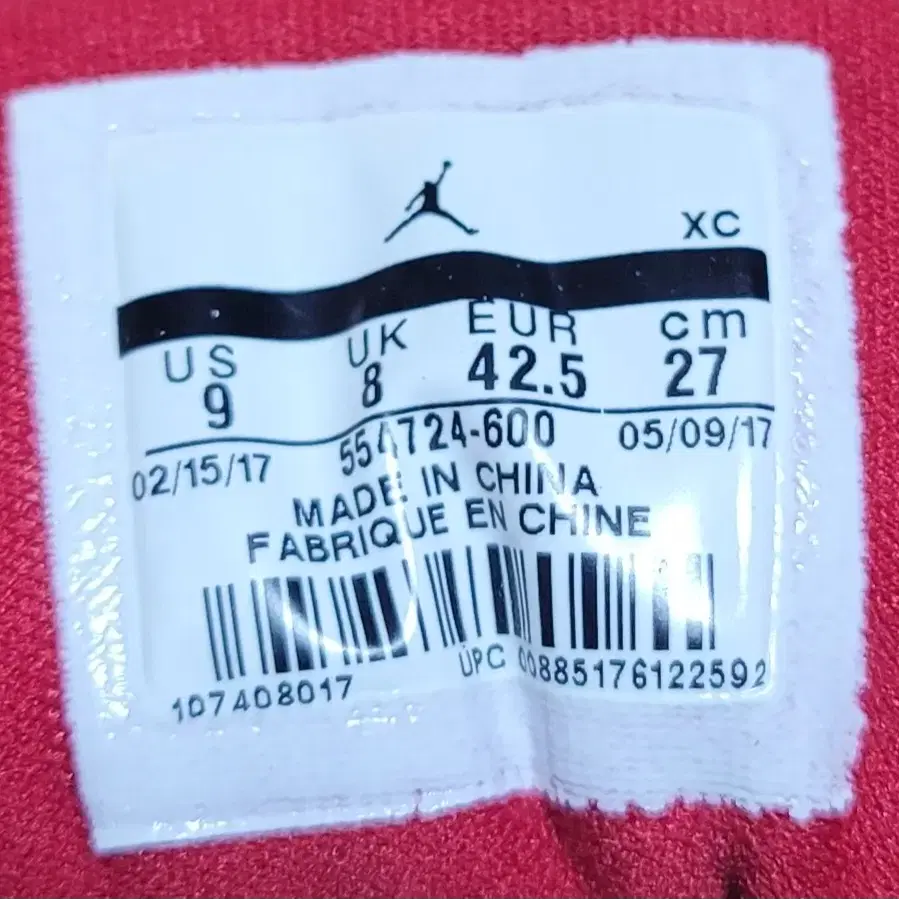 XC
US UK EUR cm
9 8 42.5 27
02/15/17 554724-600 05/09/17
MADE IN CHINA
FABRIQUE EN CHINE
107408017 UPC 00885176122592